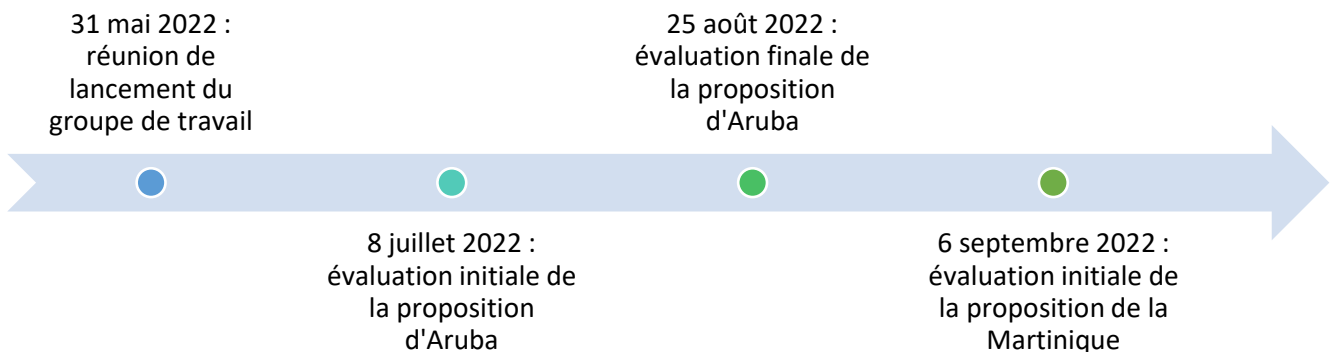 31 mai 2022 :
réunion de
lancement du
groupe de travail
8 juillet 2022 :
évaluation initiale de
la proposition
d'Aruba
25 août 2022 :
évaluation finale de
la proposition
d'Aruba
6 septembre 2022 :
évaluation initiale de
la proposition de la
Martinique